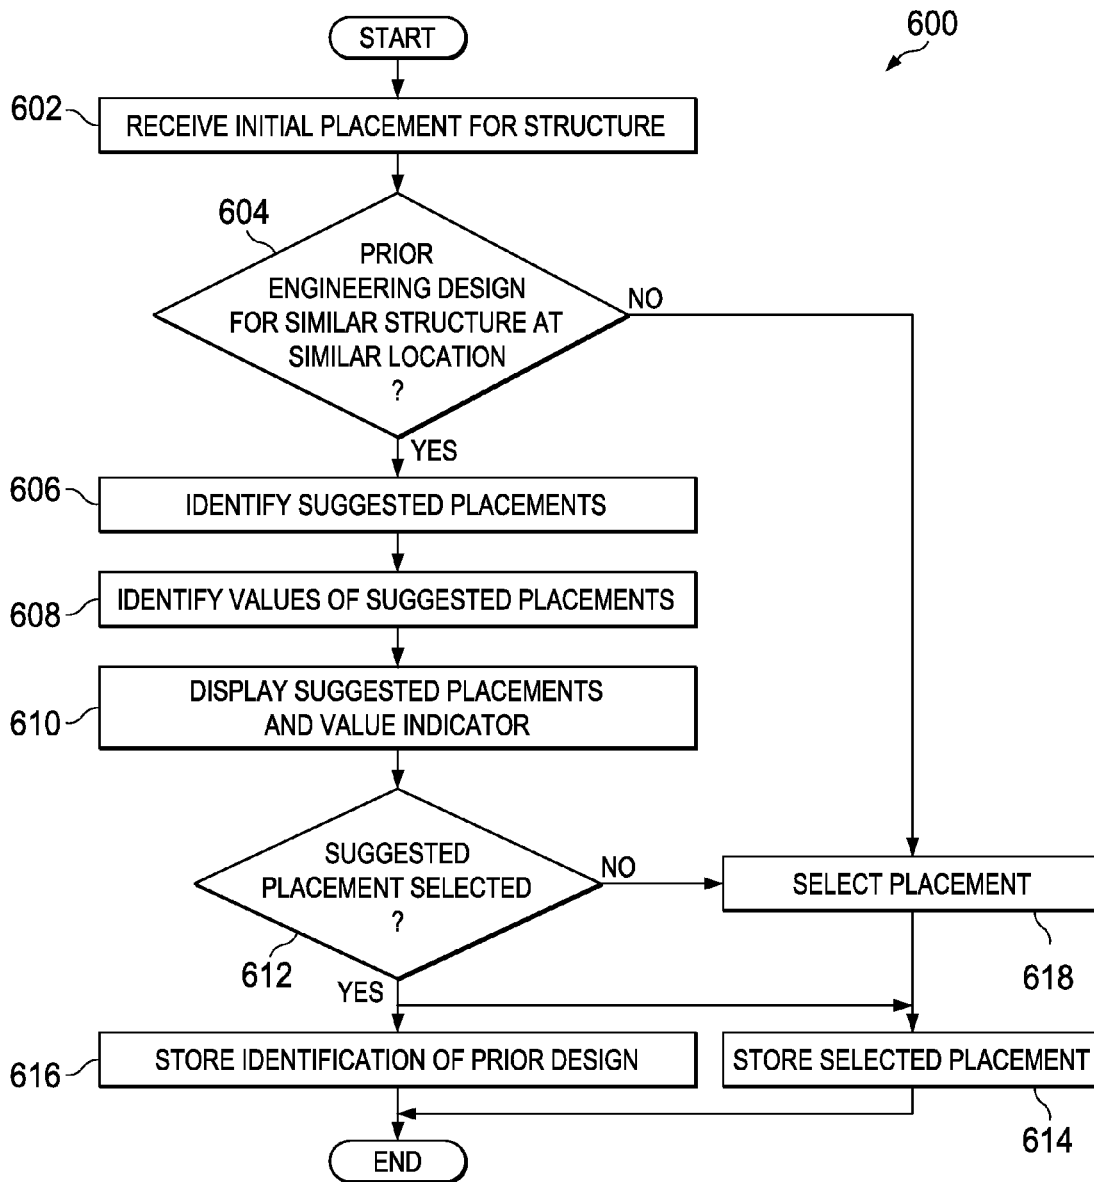 START
600
602
RECEIVE INITIAL PLACEMENT FOR STRUCTURE
604
PRIOR
ENGINEERING DESIGN
FOR SIMILAR STRUCTURE AT
SIMILAR LOCATION
?
NO
YES
606
IDENTIFY SUGGESTED PLACEMENTS
608
IDENTIFY VALUES OF SUGGESTED PLACEMENTS
610
DISPLAY SUGGESTED PLACEMENTS
AND VALUE INDICATOR
SUGGESTED
PLACEMENT SELECTED
?
NO
612
YES
SELECT PLACEMENT
618
616
STORE IDENTIFICATION OF PRIOR DESIGN
STORE SELECTED PLACEMENT
614
END